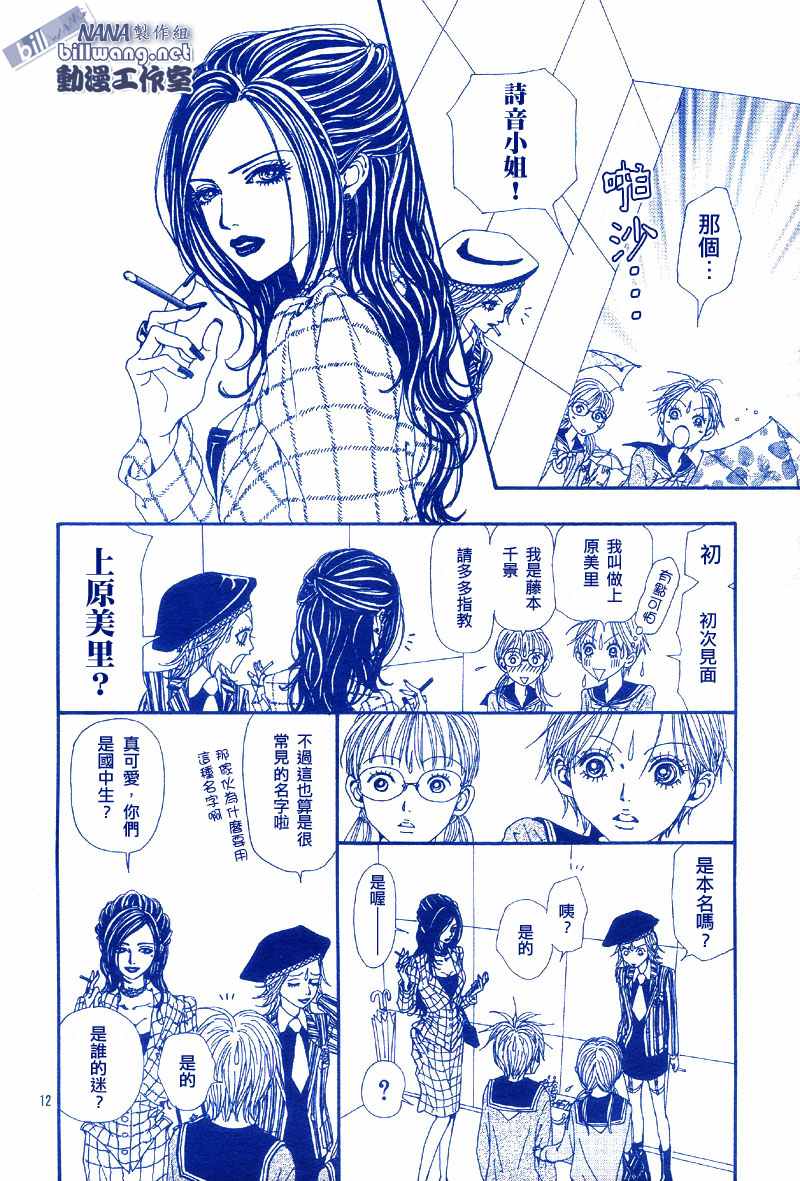 NANA製作組
billwang.net
動漫工作室
bill wang
那個…
啪
沙…
詩音小姐！
初 初次見面
有點可怕
我叫做上
原美里
我是藤本
千景
請多多指教
上原美里？
不過這也算是很
常見的名字啦
那傢伙為什麼要用
這種名字啊
真可愛，你們
是國中生？
是的
是誰的迷？
是本名嗎？
咦？
是的
是喔——
？
12